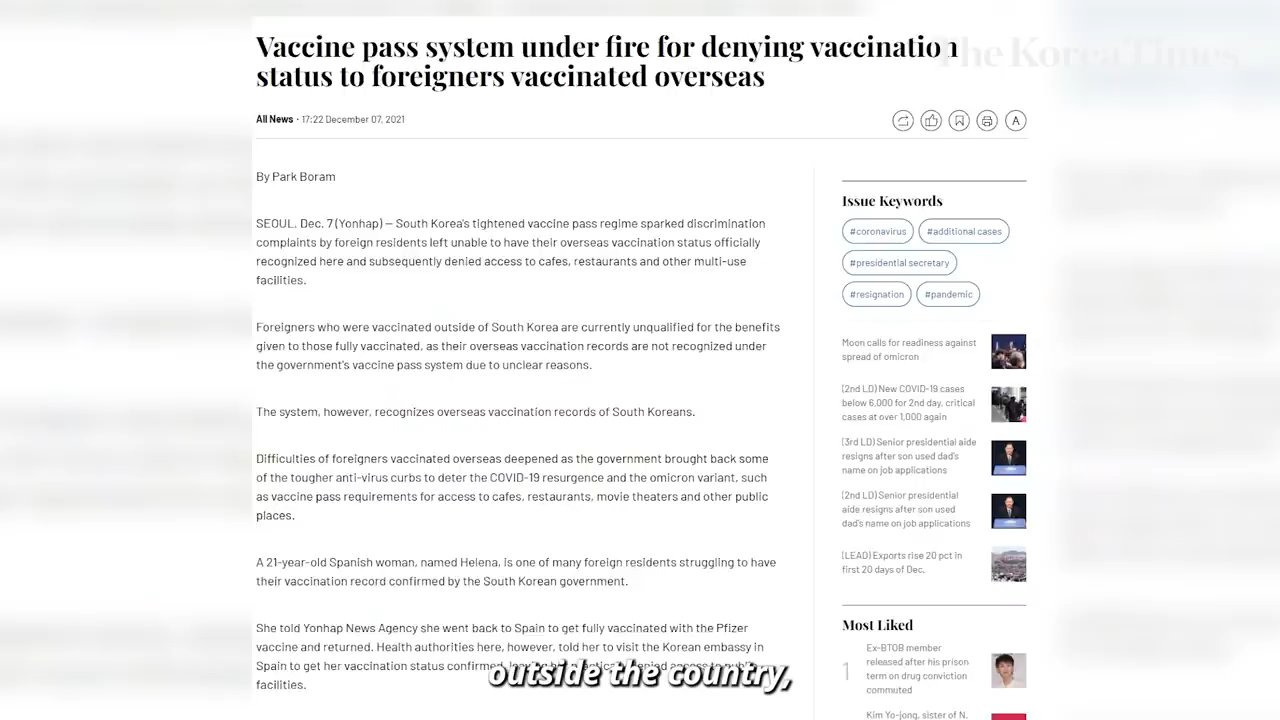 Vaccine pass system under fire for denying vaccination
status to foreigners vaccinated overseas
The Korea Times
All News · 17:22 December 07, 2021
A
By Park Boram
SEOUL, Dec. 7 (Yonhap) — South Korea's tightened vaccine pass regime sparked discrimination
complaints by foreign residents left unable to have their overseas vaccination status officially
recognized here and subsequently denied access to cafes, restaurants and other multi-use
facilities.
Foreigners who were vaccinated outside of South Korea are currently unqualified for the benefits
given to those fully vaccinated, as their overseas vaccination records are not recognized under
the government's vaccine pass system due to unclear reasons.
The system, however, recognizes overseas vaccination records of South Koreans.
Difficulties of foreigners vaccinated overseas deepened as the government brought back some
of the tougher anti-virus curbs to deter the COVID-19 resurgence and the omicron variant, such
as vaccine pass requirements for access to cafes, restaurants, movie theaters and other public
places.
A 21-year-old Spanish woman, named Helena, is one of many foreign residents struggling to have
their vaccination record confirmed by the South Korean government.
She told Yonhap News Agency she went back to Spain to get fully vaccinated with the Pfizer
vaccine and returned. Health authorities here, however, told her to visit the Korean embassy in
Spain to get her vaccination status confirmed,
facilities.
outside the country,
Issue Keywords
#coronavirus
#additional cases
#presidential secretary
#resignation
#pandemic
Moon calls for readiness against
spread of omicron
(2nd LD) New COVID-19 cases
below 6,000 for 2nd day, critical
cases at over 1,000 again
(3rd LD) Senior presidential aide
resigns after son used dad's
name on job applications
(2nd LD) Senior presidential
aide resigns after son used
dad's name on job applications
(LEAD) Exports rise 20 pct in
first 20 days of Dec.
Most Liked
1
Ex-BTOB member
released after his prison
term on drug conviction
commuted
Kim Yo-jong, sister of N.